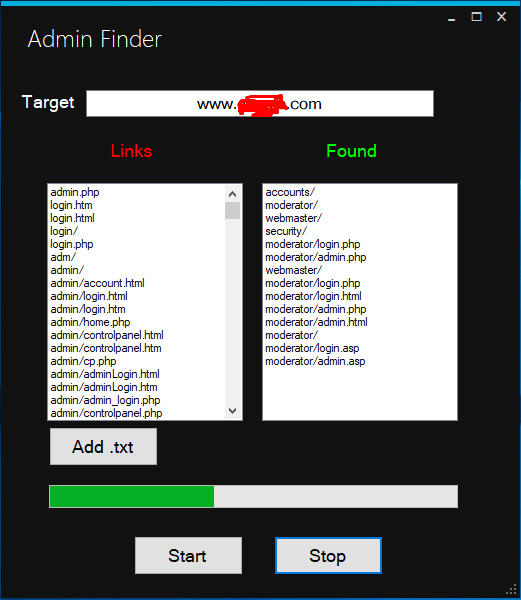 Admin Finder
Target
www. .com
Links
Found
admin.php
login.htm
login.html
login/
login.php
adm/
admin/
admin/account.html
admin/login.html
admin/login.htm
admin/home.php
admin/controlpanel.html
admin/controlpanel.htm
admin/cp.php
admin/adminLogin.html
admin/adminLogin.htm
admin/admin_login.php
admin/controlpanel.php
accounts/
moderator/
webmaster/
security/
moderator/login.php
moderator/admin.php
webmaster/
moderator/login.php
moderator/login.html
moderator/admin.php
moderator/admin.html
moderator/
moderator/login.asp
moderator/admin.asp
Add .txt
Start
Stop